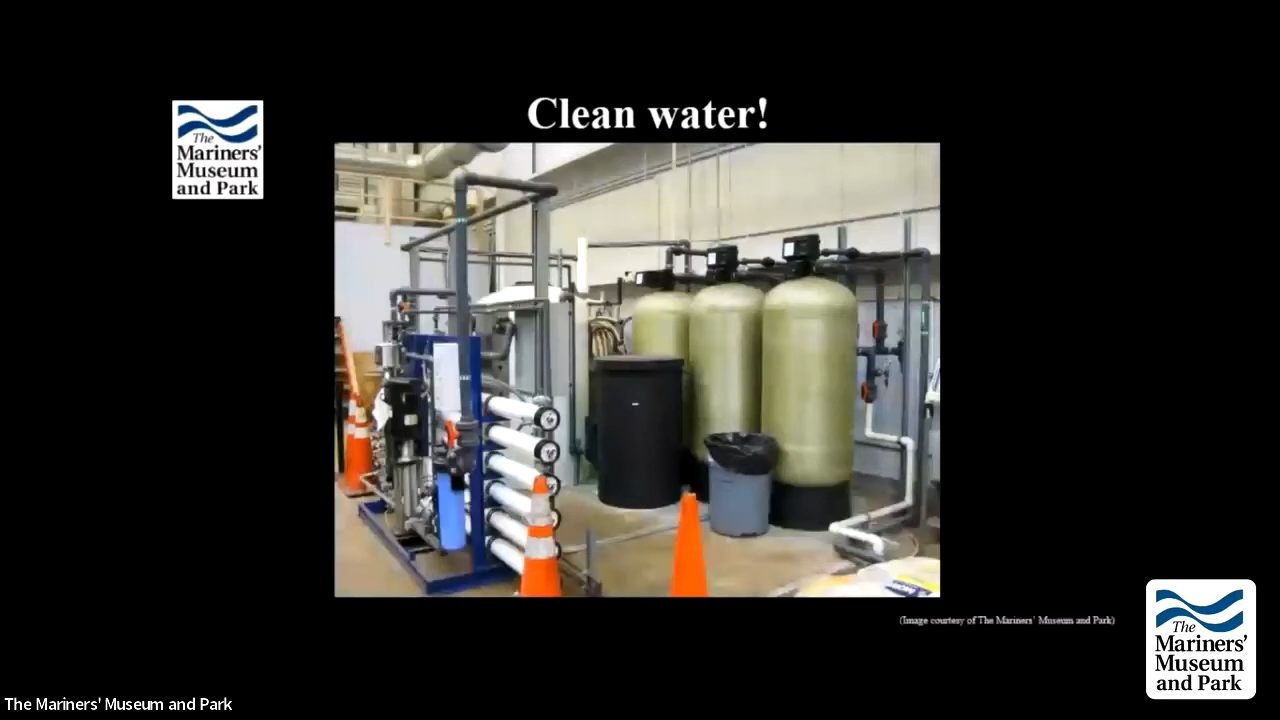 Clean water!
The
Mariners'
Museum
and Park
(Image courtesy of The Mariners' Museum and Park)
The
Mariners'
Museum
and Park
The Mariners' Museum and Park